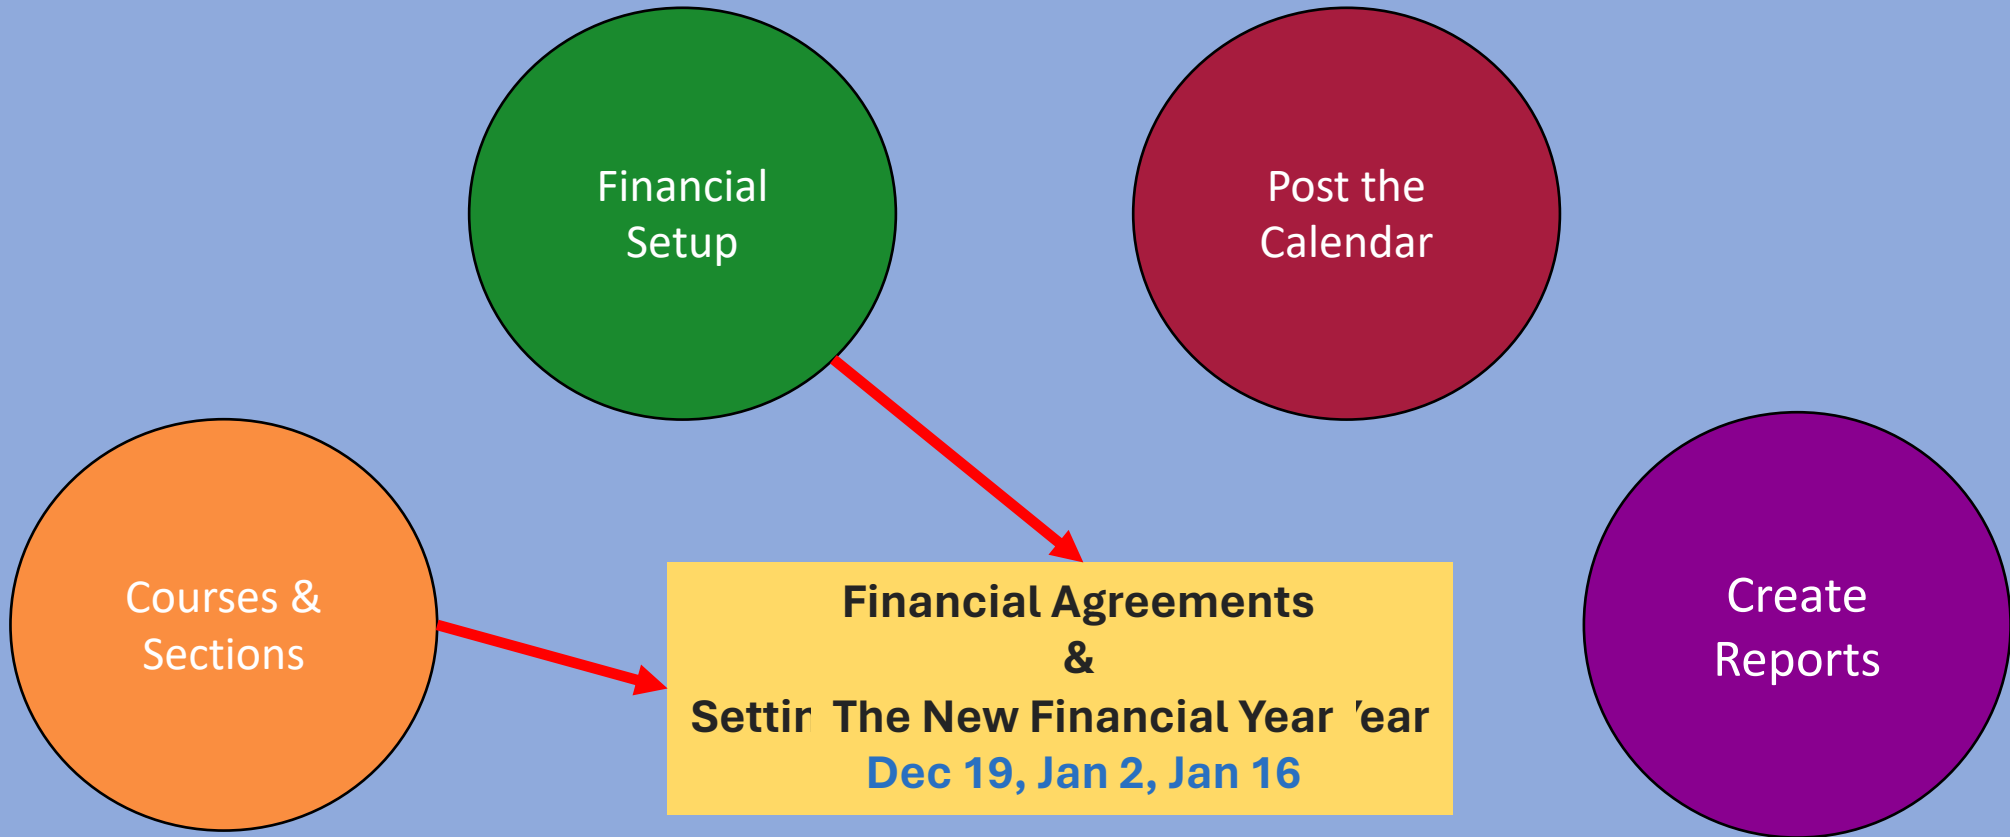 Financial
Setup
Post the
Calendar
Courses &
Sections
Financial Agreements
&
The New Financial Year
Dec 19, Jan 2, Jan 16
Create
Reports